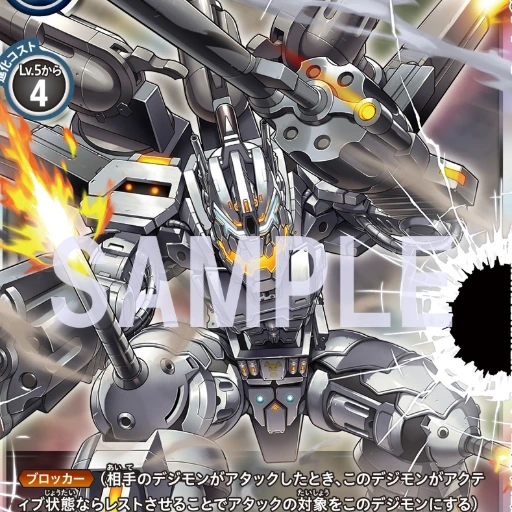 進化コスト
Lv.5から
4
SAMPLE
ブロッカー (相手のデジモンがアタックしたとき、このデジモンがアクテ
ィブ状態ならレストさせることでアタックの対象をこのデジモンにする)